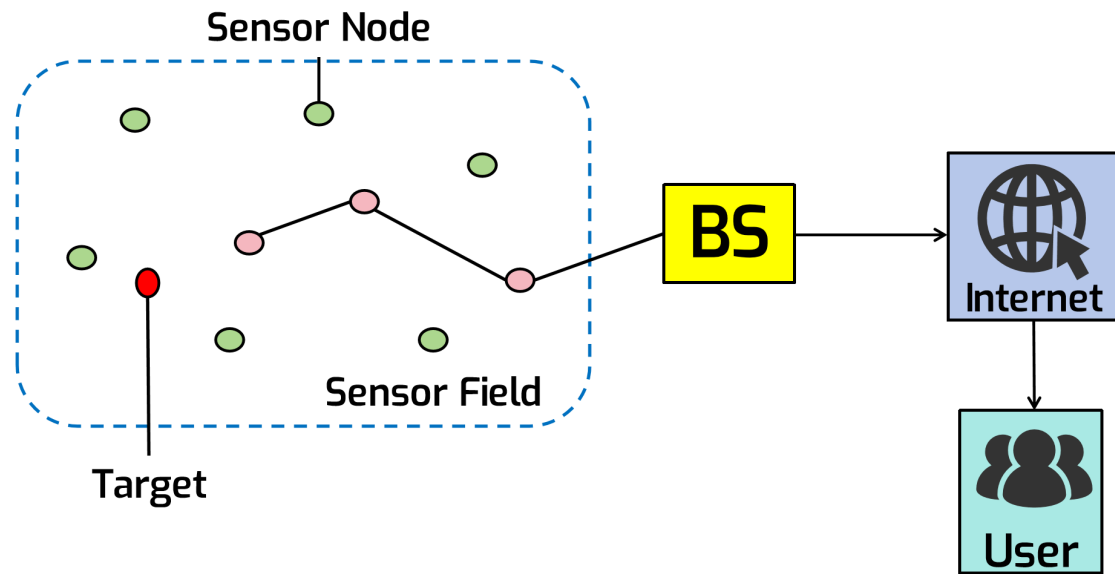 Sensor Node
BS
Internet
Sensor Field
Target
User